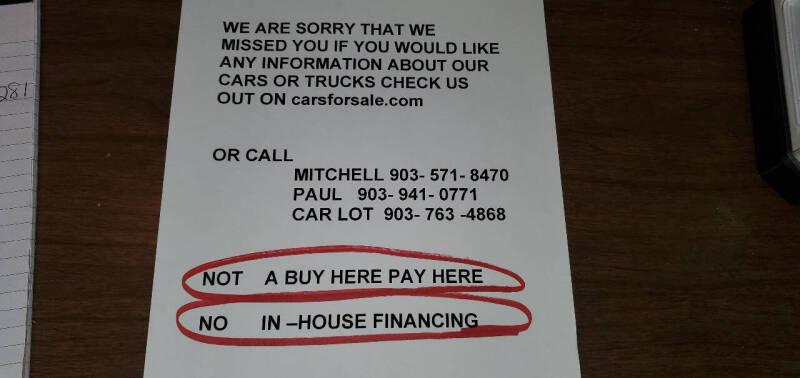 WE ARE SORRY THAT WE
MISSED YOU IF YOU WOULD LIKE
ANY INFORMATION ABOUT OUR
CARS OR TRUCKS CHECK US
OUT ON carsforsale.com
OR CALL
MITCHELL 903- 571- 8470
PAUL 903- 941- 0771
CAR LOT 903- 763 -4868
NOT A BUY HERE PAY HERE
NO IN –HOUSE FINANCING
281